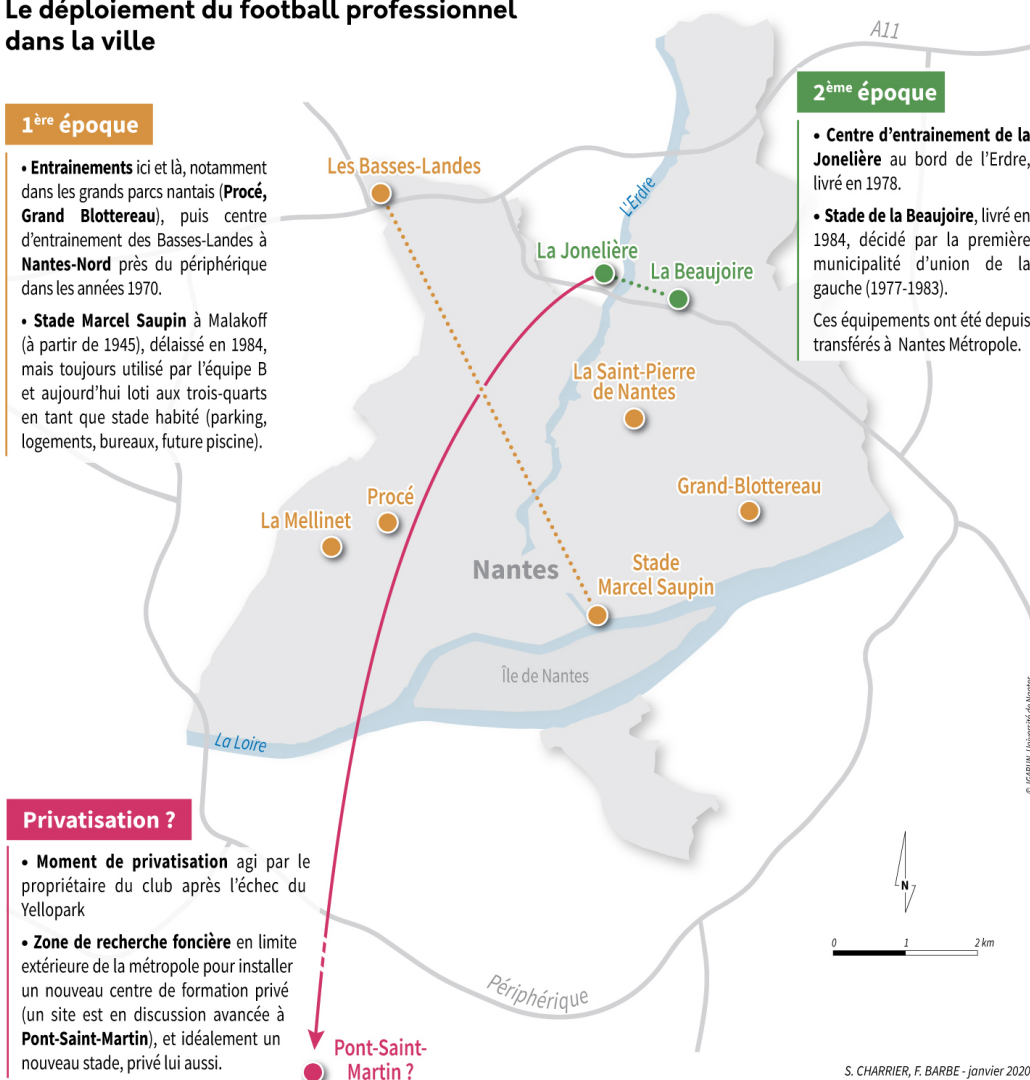 Le déploiement du football professionnel
dans la ville
1ère époque
• Entrainements ici et là, notamment
dans les grands parcs nantais (Procé,
Grand Blottereau), puis centre
d'entrainement des Basses-Landes à
Nantes-Nord près du périphérique
dans les années 1970.
• Stade Marcel Saupin à Malakoff
(à partir de 1945), délaissé en 1984,
mais toujours utilisé par l'équipe B
et aujourd'hui loti aux trois-quarts
en tant que stade habité (parking,
logements, bureaux, future piscine).
A11
2ème époque
• Centre d'entrainement de la
Jonelière au bord de l'Erdre,
livré en 1978.
• Stade de la Beaujoire, livré en
1984, décidé par la première
municipalité d'union de la
gauche (1977-1983).
Ces équipements ont été depuis
transférés à Nantes Métropole.
Les Basses-Landes
L'Erdre
La Jonelière
La Beaujoire
La Saint-Pierre
de Nantes
Grand-Blottereau
Procé
La Mellinet
Nantes
Stade
Marcel Saupin
Île de Nantes
La Loire
Privatisation ?
• Moment de privatisation agi par le
propriétaire du club après l'échec du
Yellopark
• Zone de recherche foncière en limite
extérieure de la métropole pour installer
un nouveau centre de formation privé
(un site est en discussion avancée à
Pont-Saint-Martin), et idéalement un
nouveau stade, privé lui aussi.
Périphérique
Pont-Saint-
Martin ?
N
0 1 2 km
© IGARUN, Université de Nantes
S. CHARRIER, F. BARBE - janvier 2020